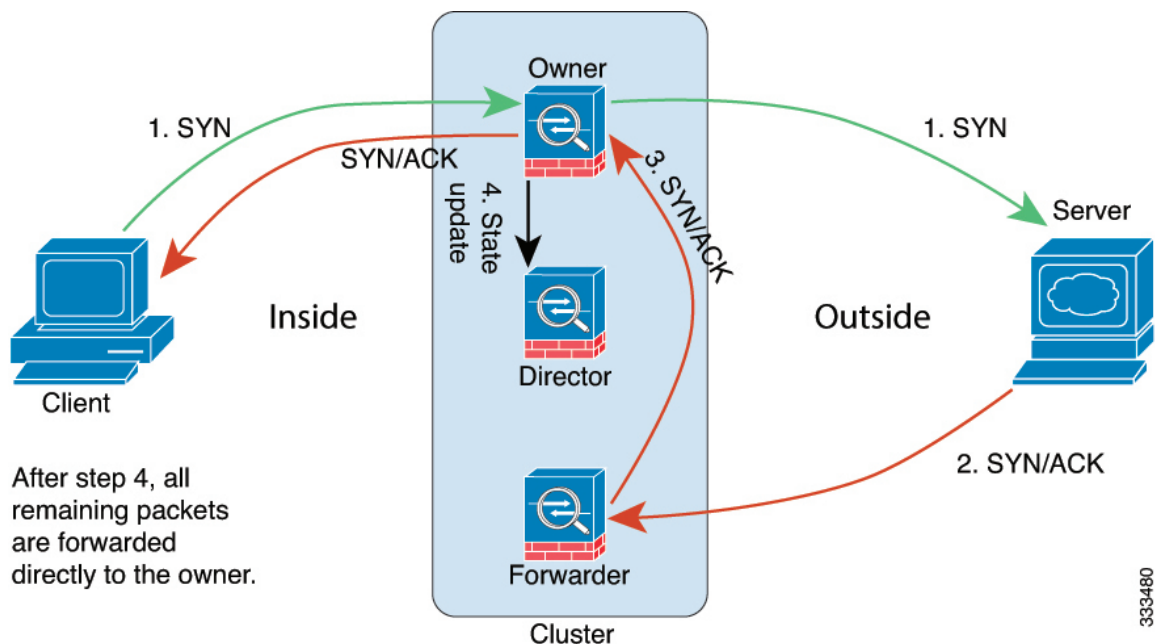 Owner
1. SYN
1. SYN
SYN/ACK
3. SYN/ACK
4. State
update
Server
Inside
Outside
Director
Client
2. SYN/ACK
After step 4, all
remaining packets
are forwarded
directly to the owner.
Forwarder
Cluster
333480